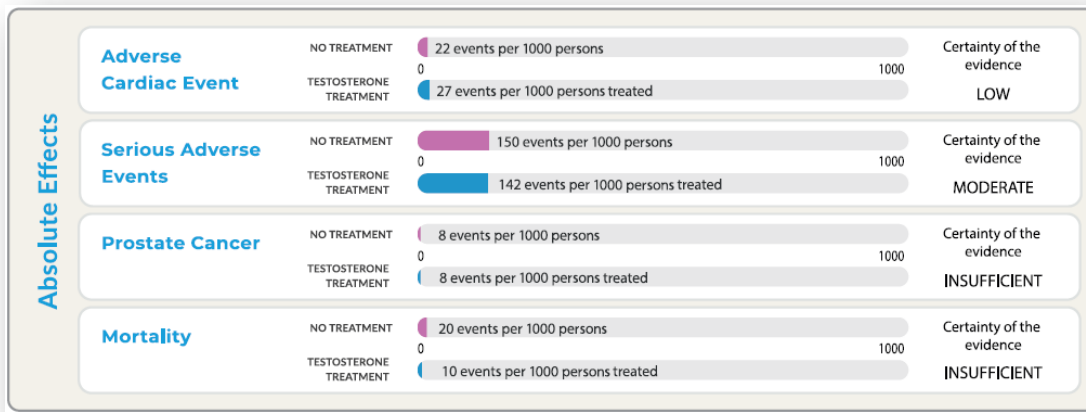 Absolute Effects
Adverse
Cardiac Event
NO TREATMENT
22 events per 1000 persons
0
1000
TESTOSTERONE
TREATMENT
27 events per 1000 persons treated
Certainty of the
evidence
LOW
Serious Adverse
Events
NO TREATMENT
150 events per 1000 persons
0
1000
TESTOSTERONE
TREATMENT
142 events per 1000 persons treated
Certainty of the
evidence
MODERATE
Prostate Cancer
NO TREATMENT
8 events per 1000 persons
0
1000
TESTOSTERONE
TREATMENT
8 events per 1000 persons treated
Certainty of the
evidence
INSUFFICIENT
Mortality
NO TREATMENT
20 events per 1000 persons
0
1000
TESTOSTERONE
TREATMENT
10 events per 1000 persons treated
Certainty of the
evidence
INSUFFICIENT